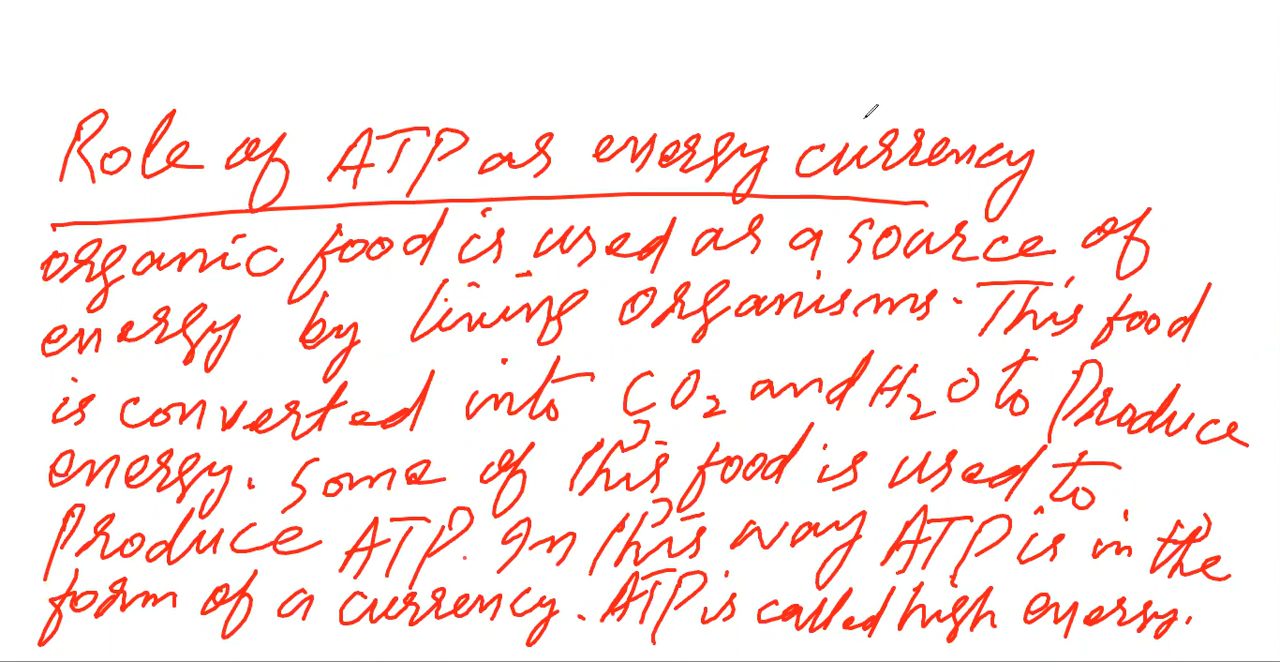 Role of ATP as energy currency
organic food is used as a source of
energy by living organisms. This food
is converted into CO₂ and H₂O to Produce
energy. Some of this food is used to
Produce ATP. In this way ATP is in the
form of a currency. ATP is called high energy.